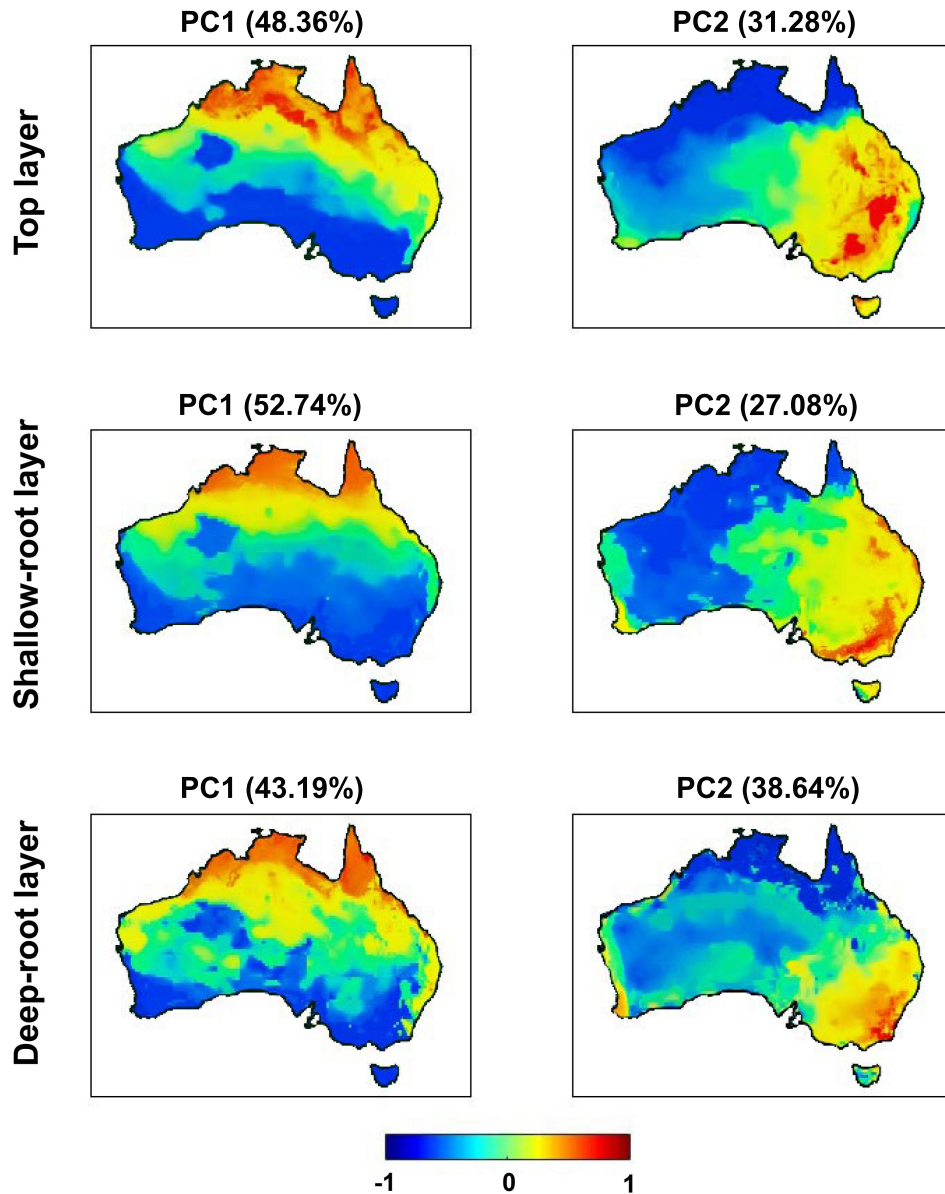 PC1 (48.36%)
PC2 (31.28%)
Top layer
PC1 (52.74%)
PC2 (27.08%)
Shallow-root layer
PC1 (43.19%)
PC2 (38.64%)
Deep-root layer
-1
0
1